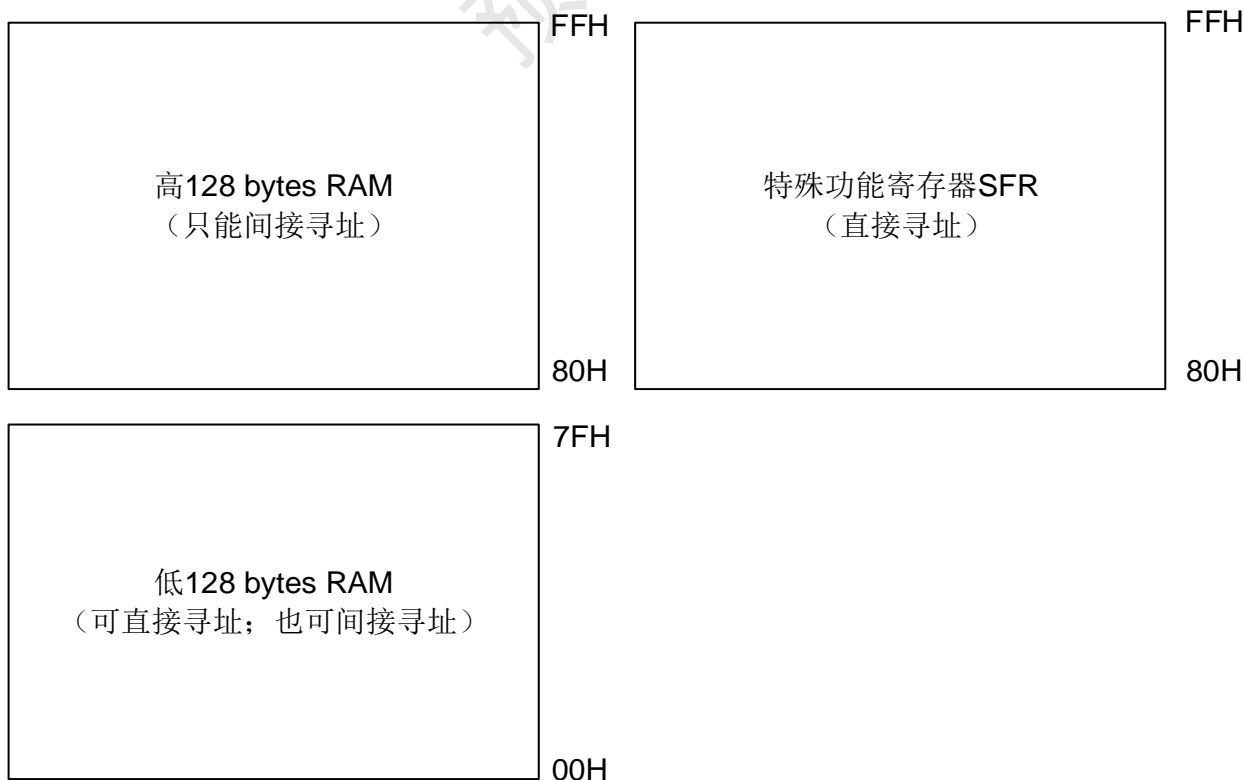 FFH
高128 bytes RAM
（只能间接寻址）
80H
FFH
特殊功能寄存器SFR
（直接寻址）
80H
7FH
低128 bytes RAM
（可直接寻址；也可间接寻址）
00H